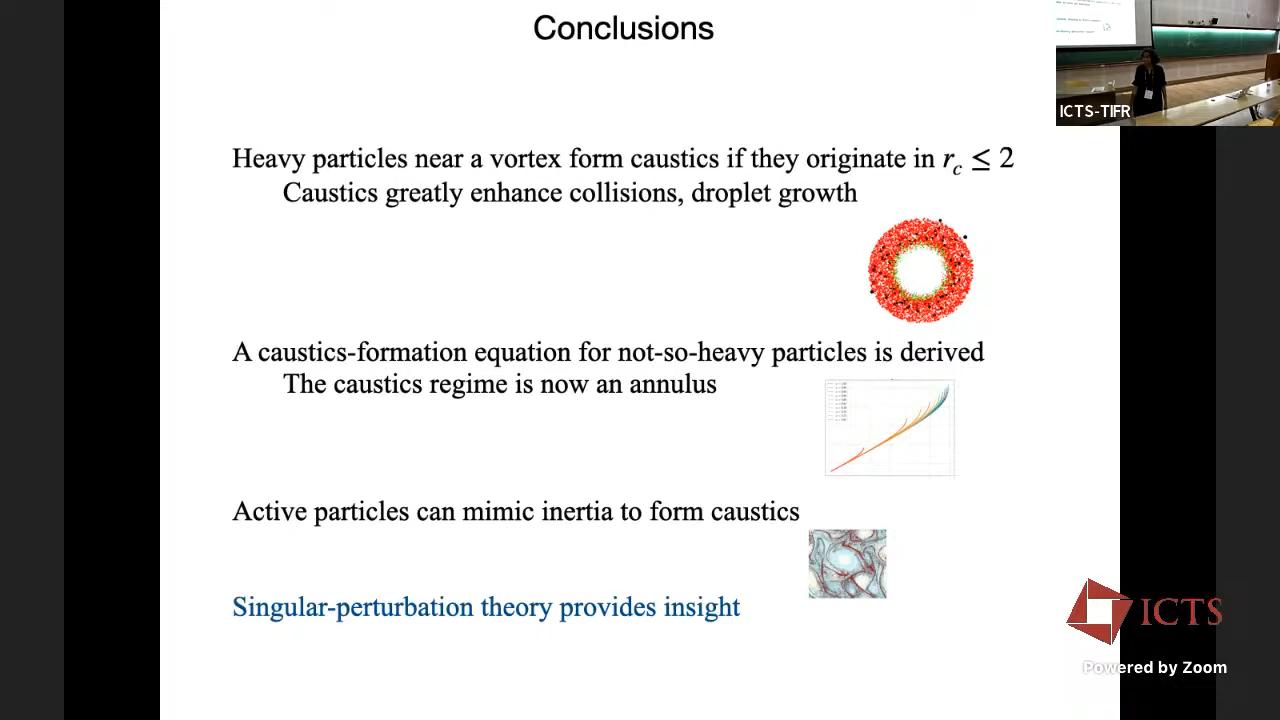 Conclusions
ICTS-TIFR
Heavy particles near a vortex form caustics if they originate in r_c ≤ 2
Caustics greatly enhance collisions, droplet growth
A caustics-formation equation for not-so-heavy particles is derived
The caustics regime is now an annulus
Active particles can mimic inertia to form caustics
Singular-perturbation theory provides insight
ICTS
Powered by Zoom